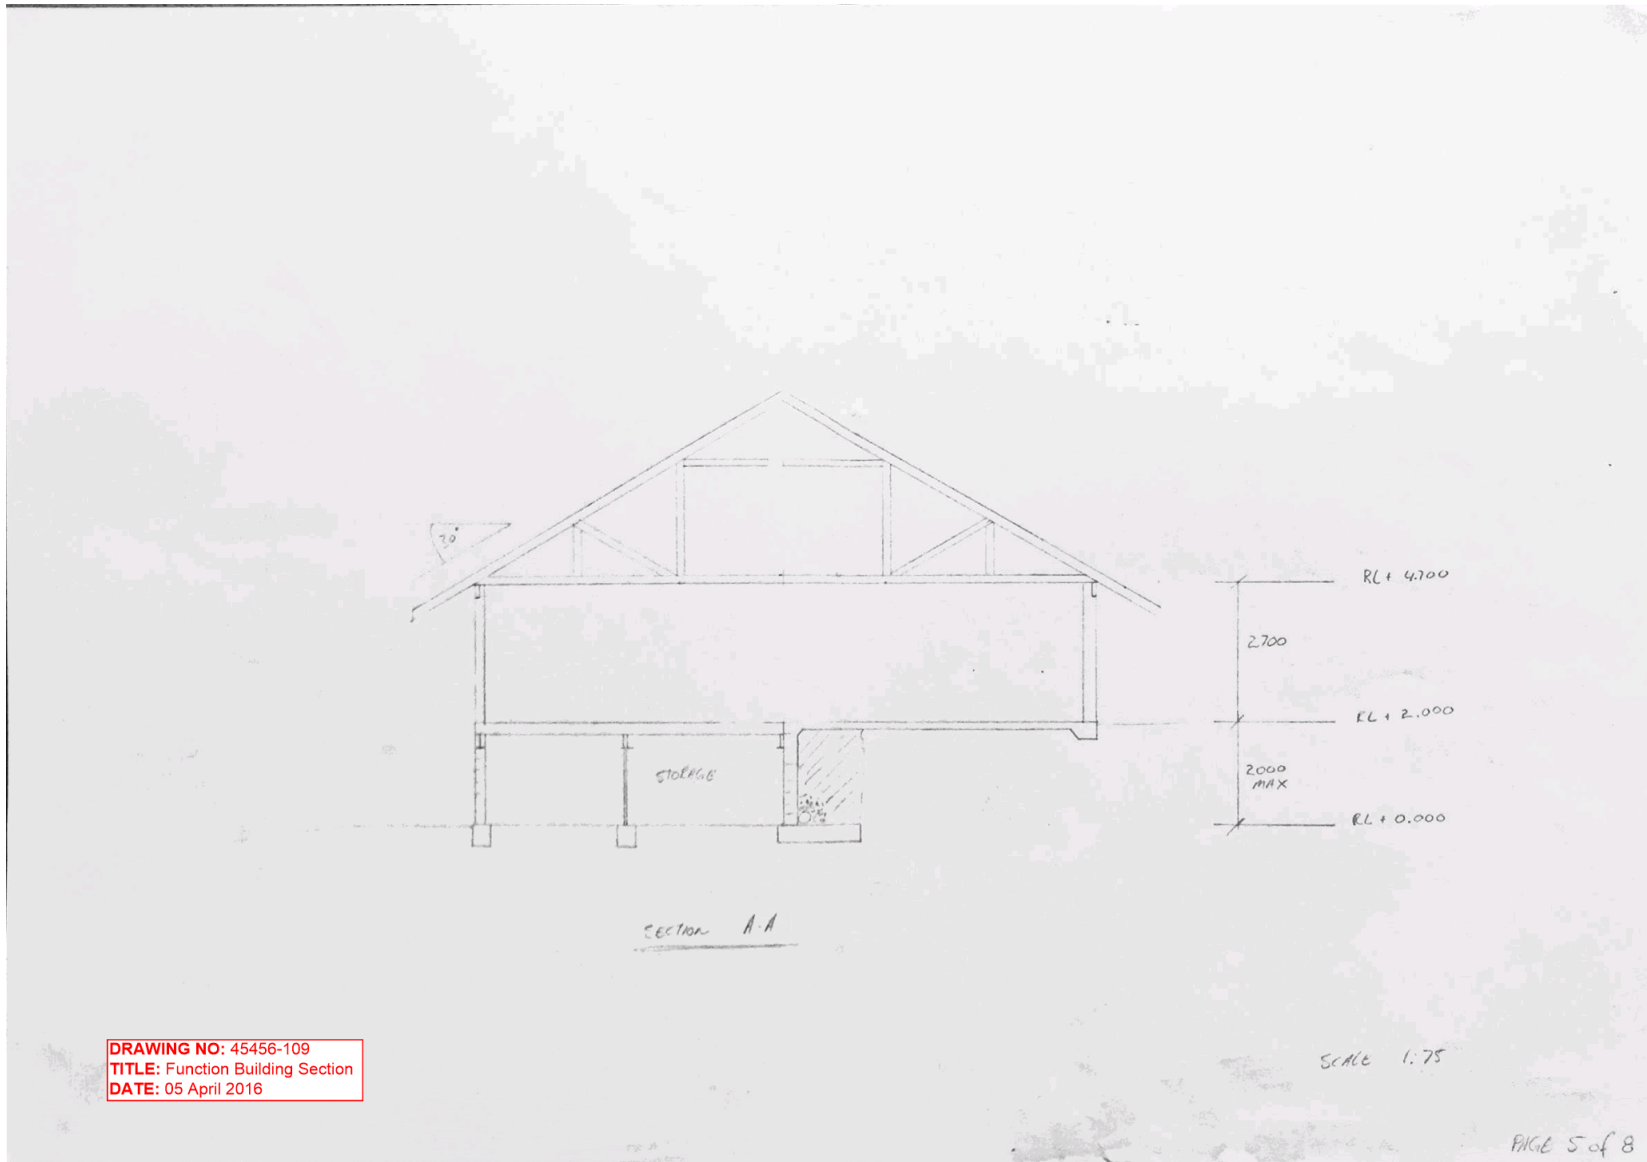 30°
RL + 4.700
2700
RL + 2.000
STORAGE
2000
MAX
RL + 0.000
SECTION A-A
DRAWING NO: 45456-109
TITLE: Function Building Section
DATE: 05 April 2016
SCALE 1:75
PAGE 5 of 8